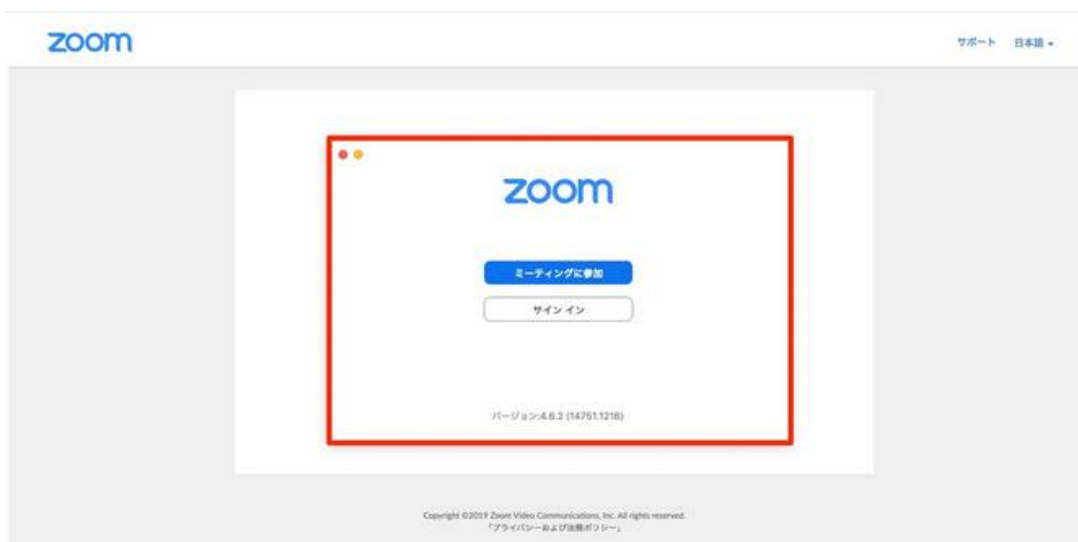 zoom
サポート 日本語
zoom
ミーティングに参加
サイン イン
バージョン:4.6.2 (14751.1216)
Copyright ©2019 Zoom Video Communications, Inc. All rights reserved.
「プライバシーおよび法務ポリシー」